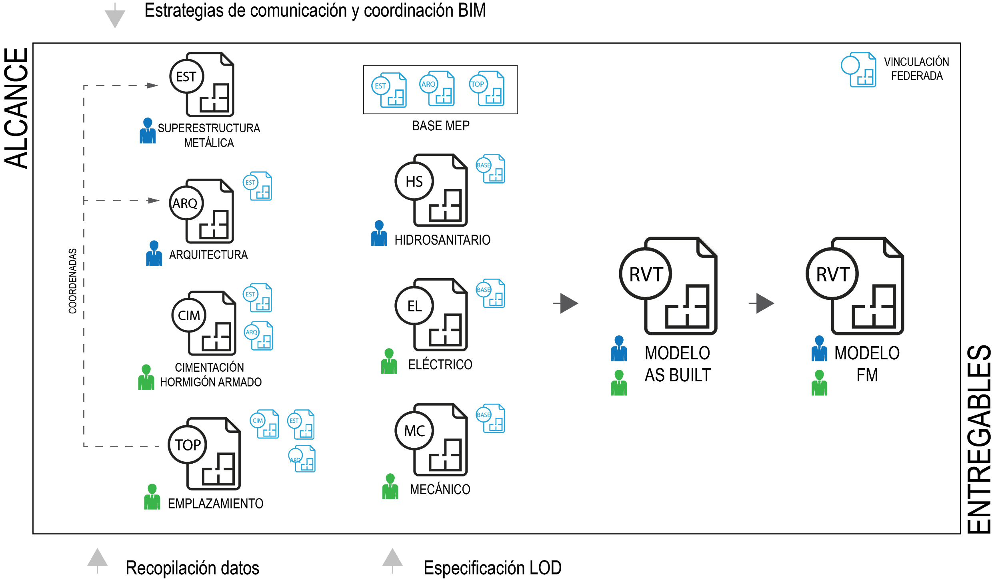 Estrategias de comunicación y coordinación BIM
ALCANCE
EST
SUPERESTRUCTURA
METÁLICA
EST
ARQ
TOP
BASE MEP
VINCULACIÓN
FEDERADA
COORDENADAS
ARQ
EST
ARQUITECTURA
CIM
EST
ARQ
CIMENTACIÓN
HORMIGÓN ARMADO
TOP
CIM
EST
ARQ
EMPLAZAMIENTO
HS
BASE
HIDROSANITARIO
EL
BASE
ELÉCTRICO
MC
BASE
MECÁNICO
RVT
MODELO
AS BUILT
RVT
MODELO
FM
ENTREGABLES
Recopilación datos
Especificación LOD